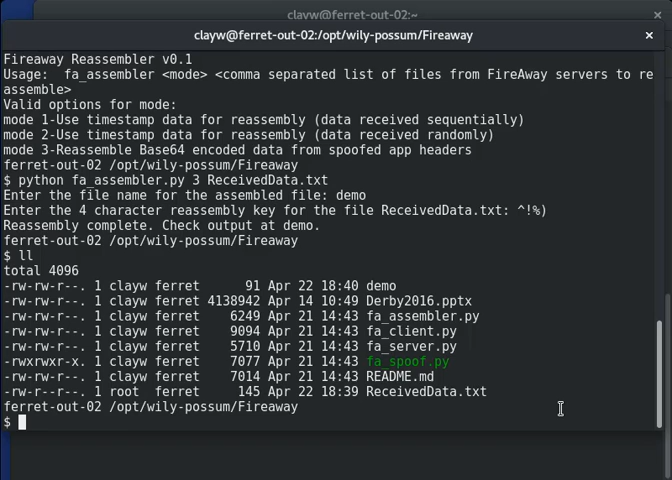 clayw@ferret-out-02:~
clayw@ferret-out-02:/opt/wily-possum/Fireaway
Fireaway Reassembler v0.1
Usage:  fa_assembler <mode> <comma separated list of files from FireAway servers to re
assemble>
Valid options for mode:
mode 1-Use timestamp data for reassembly (data received sequentially)
mode 2-Use timestamp data for reassembly (data received randomly)
mode 3-Reassemble Base64 encoded data from spoofed app headers
ferret-out-02 /opt/wily-possum/Fireaway
$ python fa_assembler.py 3 ReceivedData.txt
Enter the file name for the assembled file: demo
Enter the 4 character reassembly key for the file ReceivedData.txt: ^!%)
Reassembly complete. Check output at demo.
ferret-out-02 /opt/wily-possum/Fireaway
$ ll
total 4096
-rw-rw-r--. 1 clayw ferret      91 Apr 22 18:40 demo
-rw-rw-r--. 1 clayw ferret 4138942 Apr 14 10:49 Derby2016.pptx
-rw-rw-r--. 1 clayw ferret    6249 Apr 21 14:43 fa_assembler.py
-rw-rw-r--. 1 clayw ferret    9094 Apr 21 14:43 fa_client.py
-rw-rw-r--. 1 clayw ferret    5710 Apr 21 14:43 fa_server.py
-rwxrwxr-x. 1 clayw ferret    7077 Apr 21 14:43 fa_spoof.py
-rw-rw-r--. 1 clayw ferret    7014 Apr 21 14:43 README.md
-rw-r--r--. 1 root  ferret     145 Apr 22 18:39 ReceivedData.txt
ferret-out-02 /opt/wily-possum/Fireaway
$